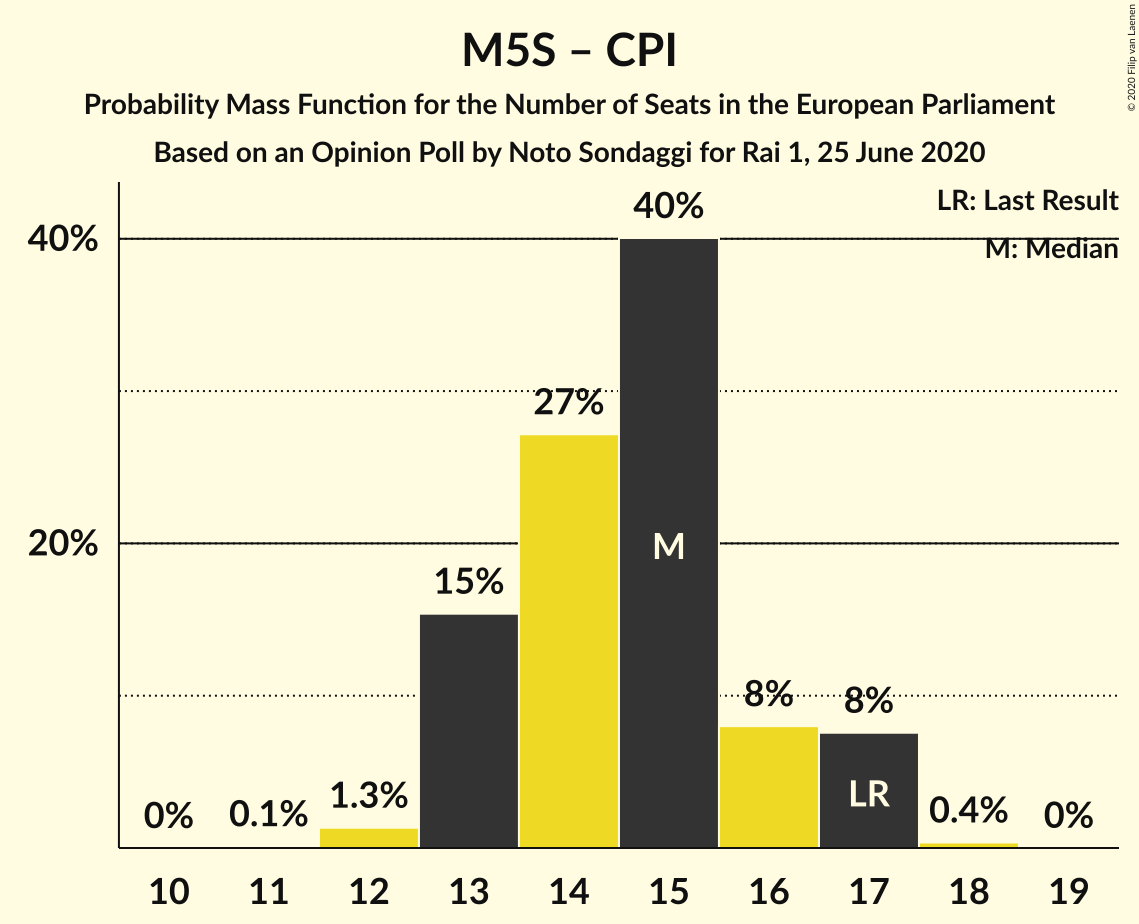 M5S – CPI
Probability Mass Function for the Number of Seats in the European Parliament
Based on an Opinion Poll by Noto Sondaggi for Rai 1, 25 June 2020
© 2020 Filip van Laenen
LR: Last Result
M: Median
40%
20%
0%
0.1%
1.3%
15%
27%
40%
M
8%
8%
LR
0.4%
0%
10 11 12 13 14 15 16 17 18 19